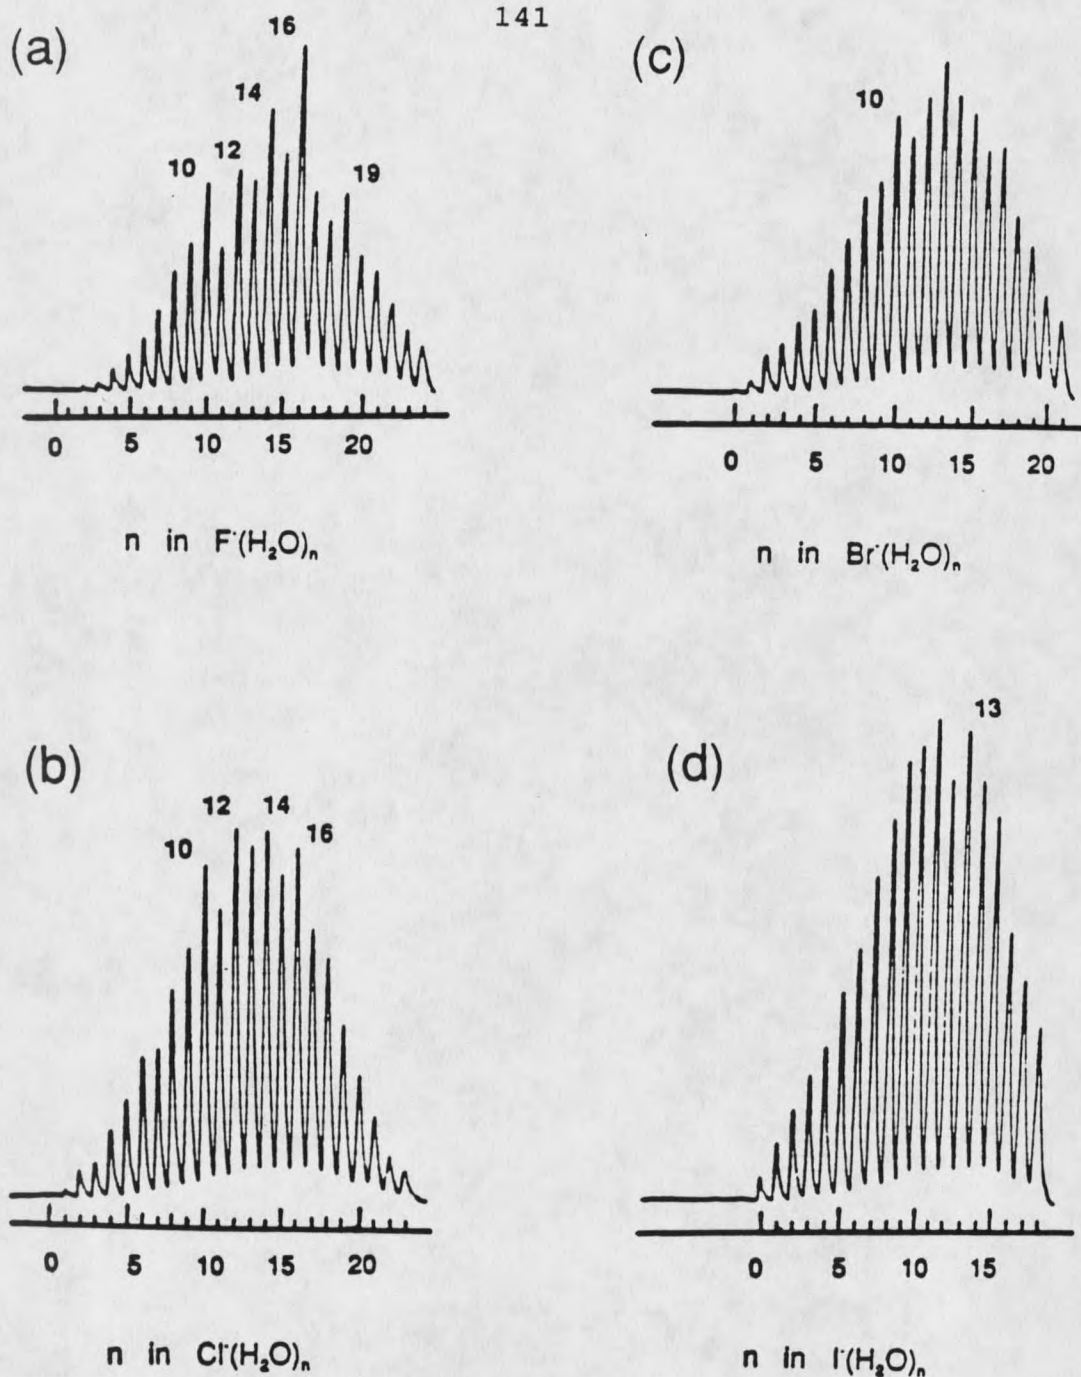 141
(a)
16
14
12
10
19
0 5 10 15 20
n in F⁻(H₂O)ₙ
(c)
10
0 5 10 15 20
n in Br⁻(H₂O)ₙ
(b)
12 14
10 16
0 5 10 15 20
n in Cl⁻(H₂O)ₙ
(d)
13
0 5 10 15
n in I⁻(H₂O)ₙ